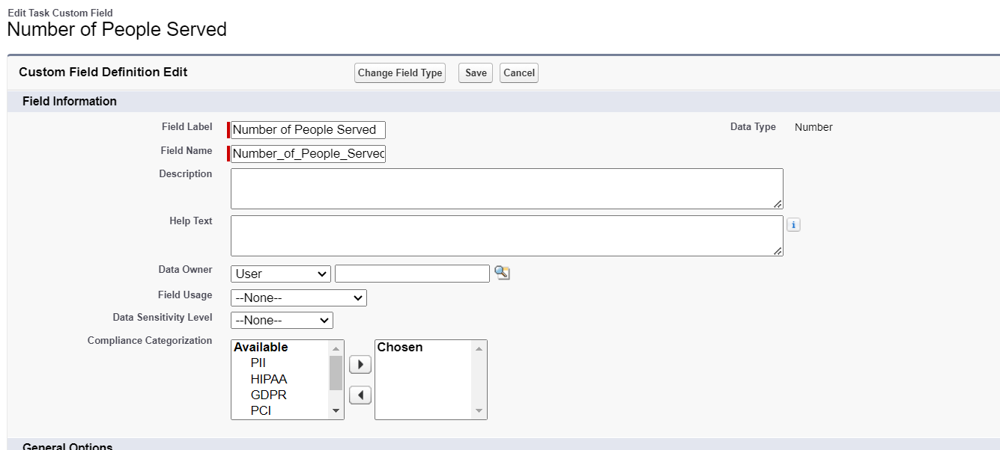 Edit Task Custom Field
Number of People Served
Custom Field Definition Edit
Change Field Type
Save
Cancel
Field Information
Field Label
Number of People Served
Data Type
Number
Field Name
Number_of_People_Served
Description
Help Text
i
Data Owner
User
Field Usage
--None--
Data Sensitivity Level
--None--
Compliance Categorization
Available
PII
HIPAA
GDPR
PCI
Chosen
General Options